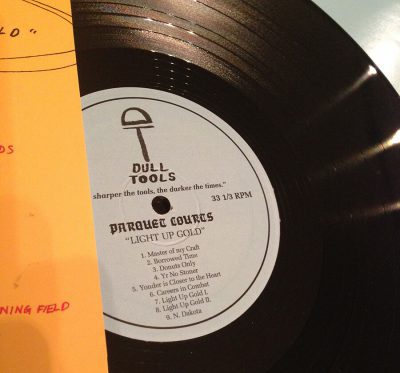 LD"
DS
NING FIELD
DULL
TOOLS
sharper the tools, the darker the times."
33 1/3 RPM
PARQUET COURTS
"LIGHT UP GOLD"
1. Master of my Craft
2. Borrowed Time
3. Donuts Only
4. Yr No Stoner
5. Yonder is Closer to the Heart
6. Careers in Combat
7. Light Up Gold I.
8. Light Up Gold II.
9. N. Dakota